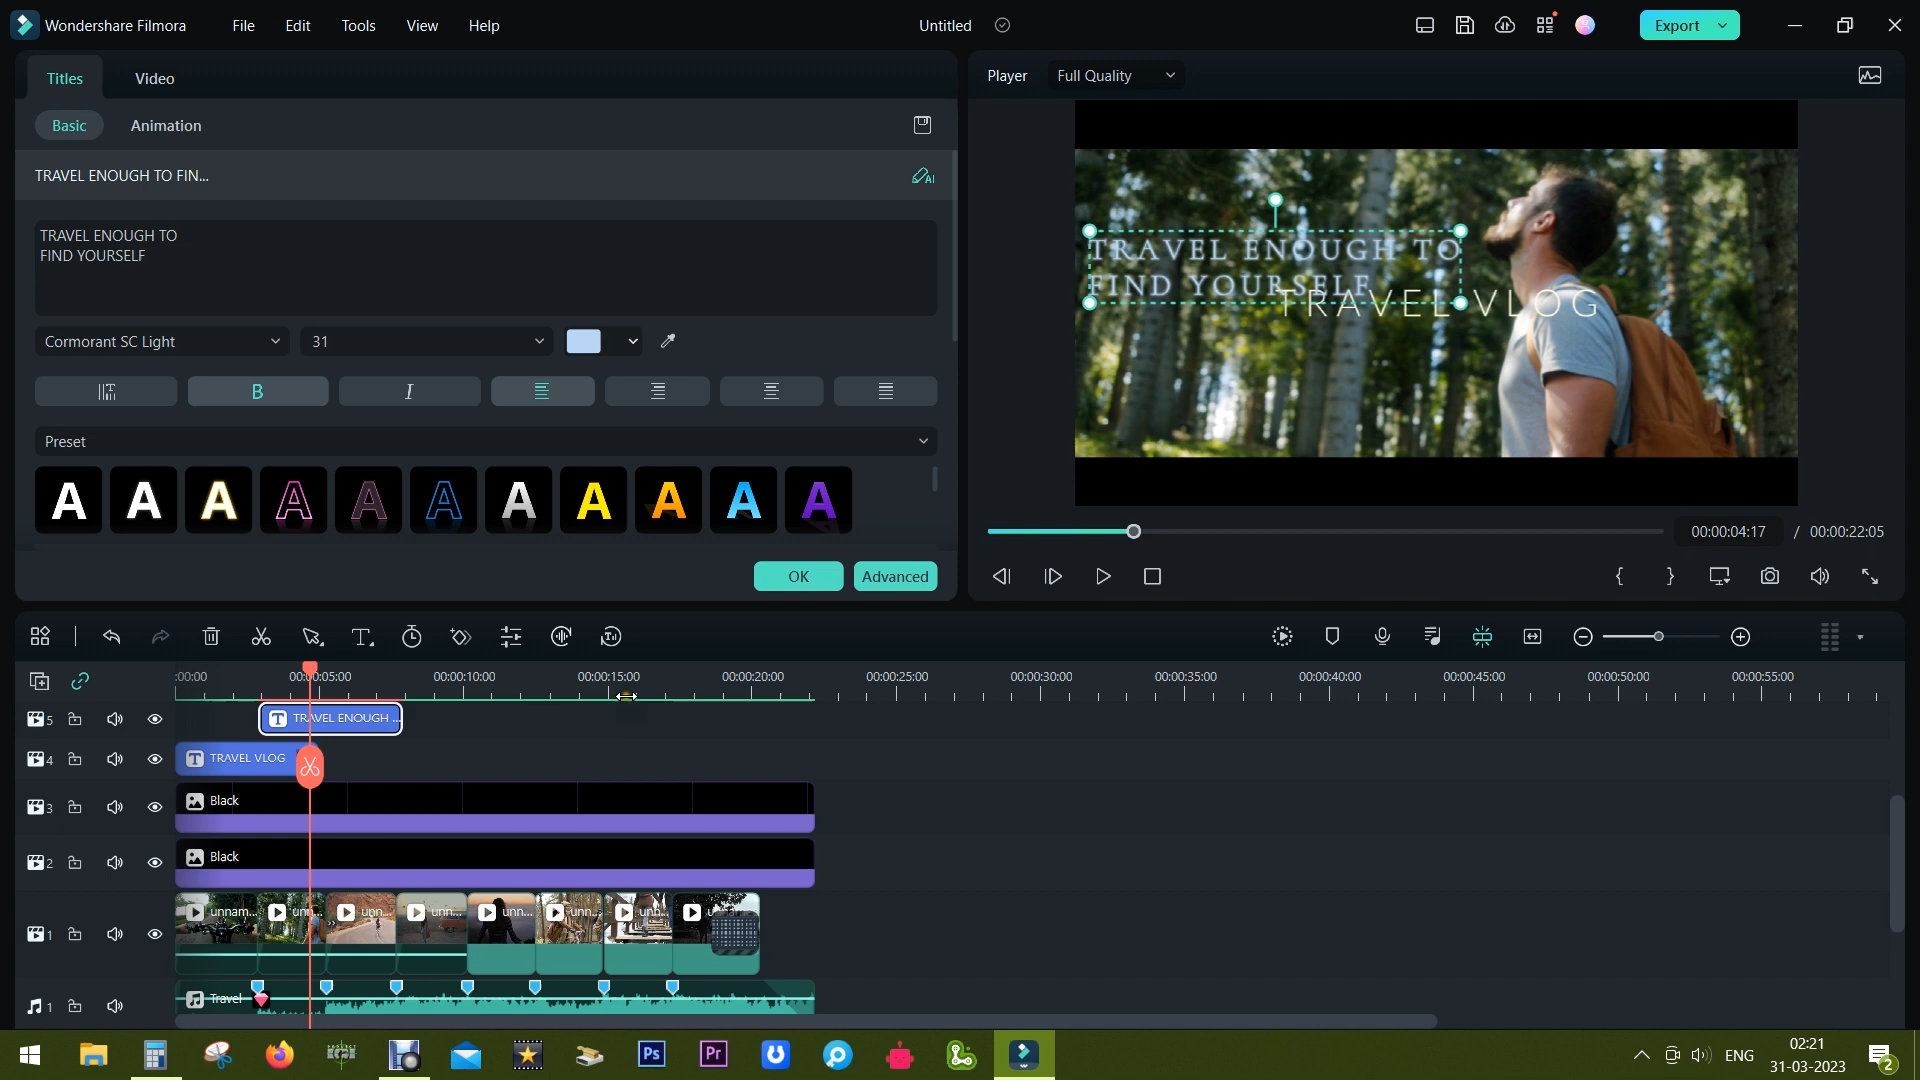 Wondershare Filmora File Edit Tools View Help Untitled Export
Titles Video
Player Full Quality
Basic Animation
TRAVEL ENOUGH TO FIN...
AI
TRAVEL ENOUGH TO
FIND YOURSELF
Cormorant SC Light 31
B I
Preset
A A A A A A A A A A A
OK Advanced
TRAVEL ENOUGH TO
FIND YOURSELF
TRAVEL VLOG
00:00:04:17 / 00:00:22:05
:00:00 00:00:05:00 00:00:10:00 00:00:15:00 00:00:20:00 00:00:25:00 00:00:30:00 00:00:35:00 00:00:40:00 00:00:45:00 00:00:50:00 00:00:55:00
5 T TRAVEL ENOUGH ...
4 T TRAVEL VLOG
3 Black
2 Black
1 unnam... unn... unn... unn... unn... unn... unn...
1 Travel
Ps Pr ENG 02:21
31-03-2023 2